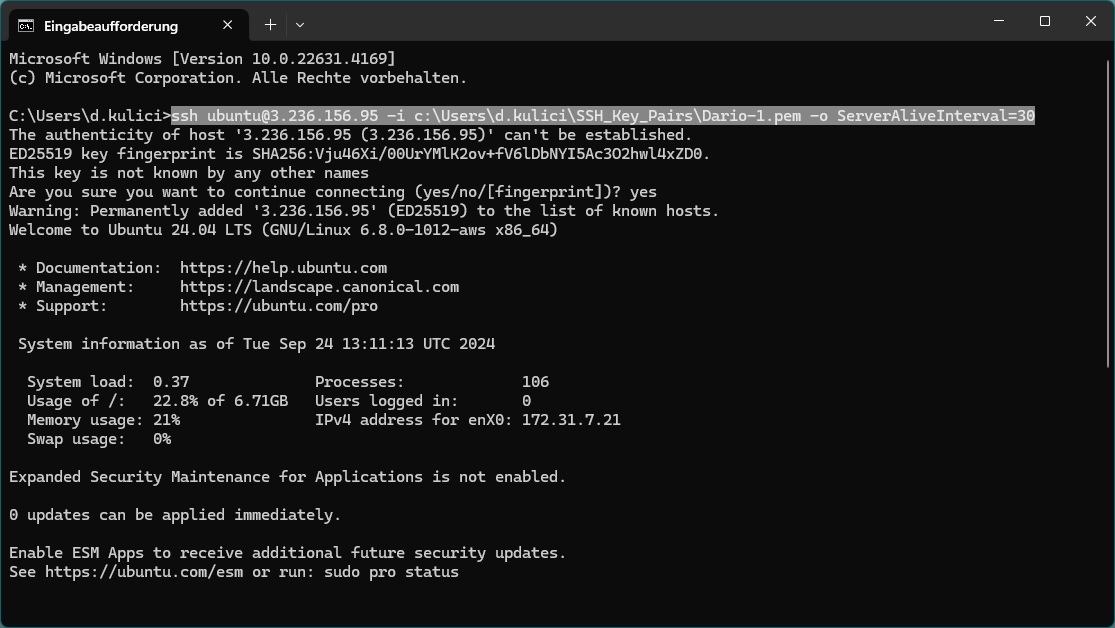 Eingabeaufforderung
Microsoft Windows [Version 10.0.22631.4169]
(c) Microsoft Corporation. Alle Rechte vorbehalten.
C:\Users\d.kulici>ssh ubuntu@3.236.156.95 -i c:\Users\d.kulici\SSH_Key_Pairs\Dario-1.pem -o ServerAliveInterval=30
The authenticity of host '3.236.156.95 (3.236.156.95)' can't be established.
ED25519 key fingerprint is SHA256:Vju46Xi/00UrYMlK2ov+fV6lDbNYI5Ac3O2hwl4xZD0.
This key is not known by any other names
Are you sure you want to continue connecting (yes/no/[fingerprint])? yes
Warning: Permanently added '3.236.156.95' (ED25519) to the list of known hosts.
Welcome to Ubuntu 24.04 LTS (GNU/Linux 6.8.0-1012-aws x86_64)
* Documentation:  https://help.ubuntu.com
* Management:     https://landscape.canonical.com
* Support:        https://ubuntu.com/pro
System information as of Tue Sep 24 13:11:13 UTC 2024
System load:  0.37              Processes:             106
Usage of /:   22.8% of 6.71GB   Users logged in:       0
Memory usage: 21%               IPv4 address for enX0: 172.31.7.21
Swap usage:   0%
Expanded Security Maintenance for Applications is not enabled.
0 updates can be applied immediately.
Enable ESM Apps to receive additional future security updates.
See https://ubuntu.com/esm or run: sudo pro status